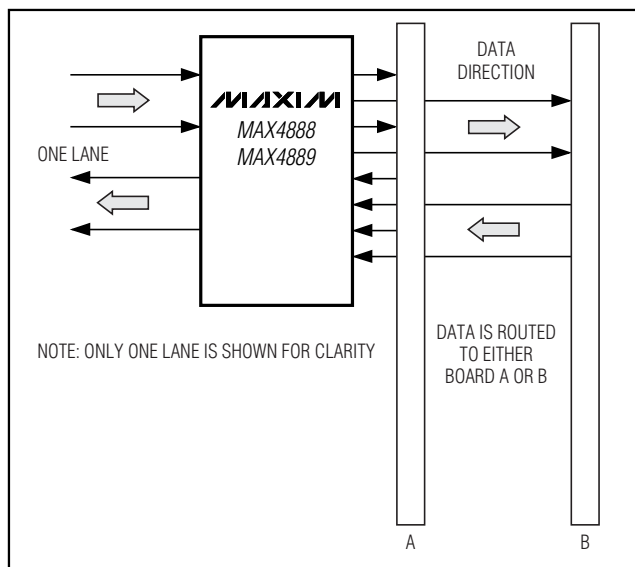 DATA
DIRECTION
MAXIM
MAX4888
MAX4889
ONE LANE
NOTE: ONLY ONE LANE IS SHOWN FOR CLARITY
DATA IS ROUTED
TO EITHER
BOARD A OR B
A
B